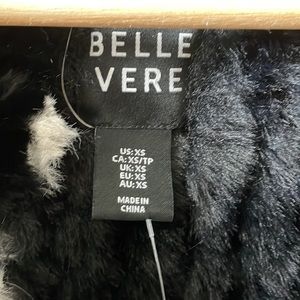 BELLE
VERE
US: XS
CA: XS/TP
UK: XS
EU: XS
AU: XS
MADE IN
CHINA